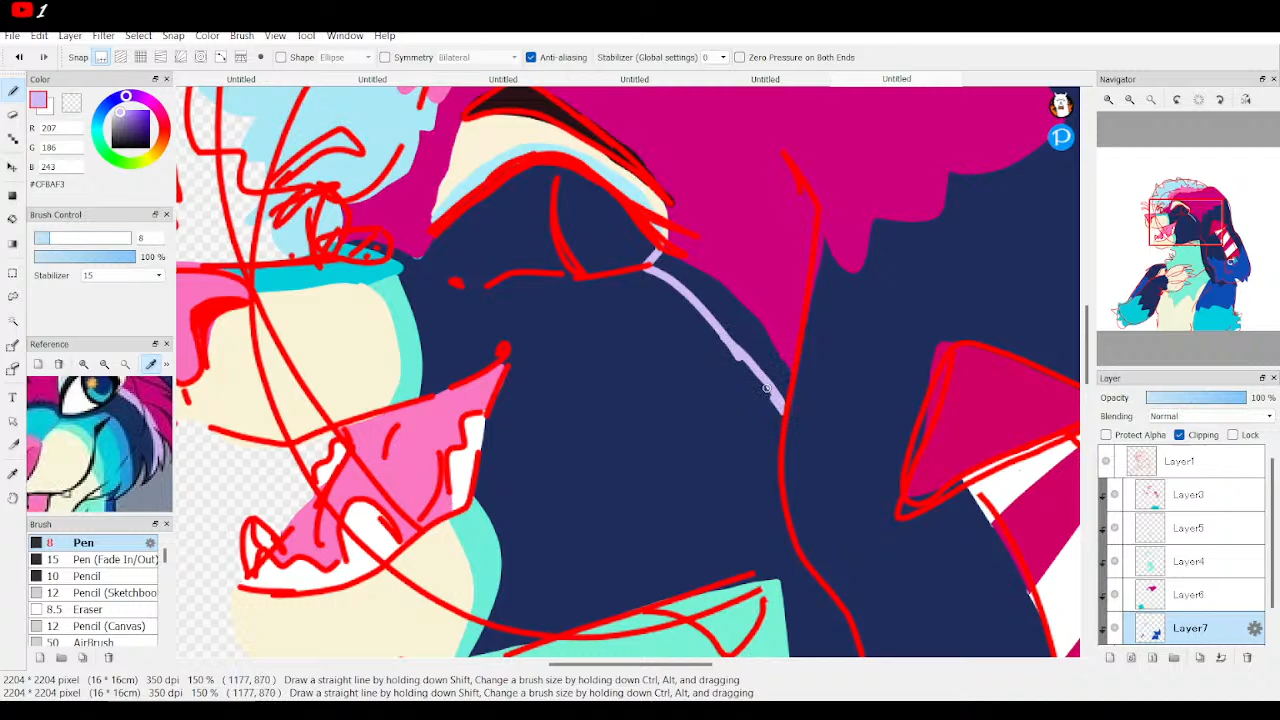 1
File Edit Layer Filter Select Snap Color Brush View Tool Window Help
Snap Shape Ellipse Symmetry Bilateral Anti-aliasing Stabilizer (Global settings) 0 Zero Pressure on Both Ends
Color Untitled Untitled Untitled Untitled Untitled Untitled Navigator
R 207
G 186
B 243
#CFBAF3
Brush Control
8
100 %
Stabilizer 15
Reference
Layer
Opacity 100 %
Blending Normal
Protect Alpha Clipping Lock
Layer1
Layer3
Layer5
Layer4
Layer6
Layer7
Brush
8 Pen
15 Pen (Fade In/Out)
10 Pencil
12 Pencil (Sketchboo
8.5 Eraser
12 Pencil (Canvas)
50 AirBrush
2204 * 2204 pixel (16 * 16cm) 350 dpi 150 % ( 1177, 870 ) Draw a straight line by holding down Shift, Change a brush size by holding down Ctrl, Alt, and dragging
2204 * 2204 pixel (16 * 16cm) 350 dpi 150 % ( 1177, 870 ) Draw a straight line by holding down Shift, Change a brush size by holding down Ctrl, Alt, and dragging